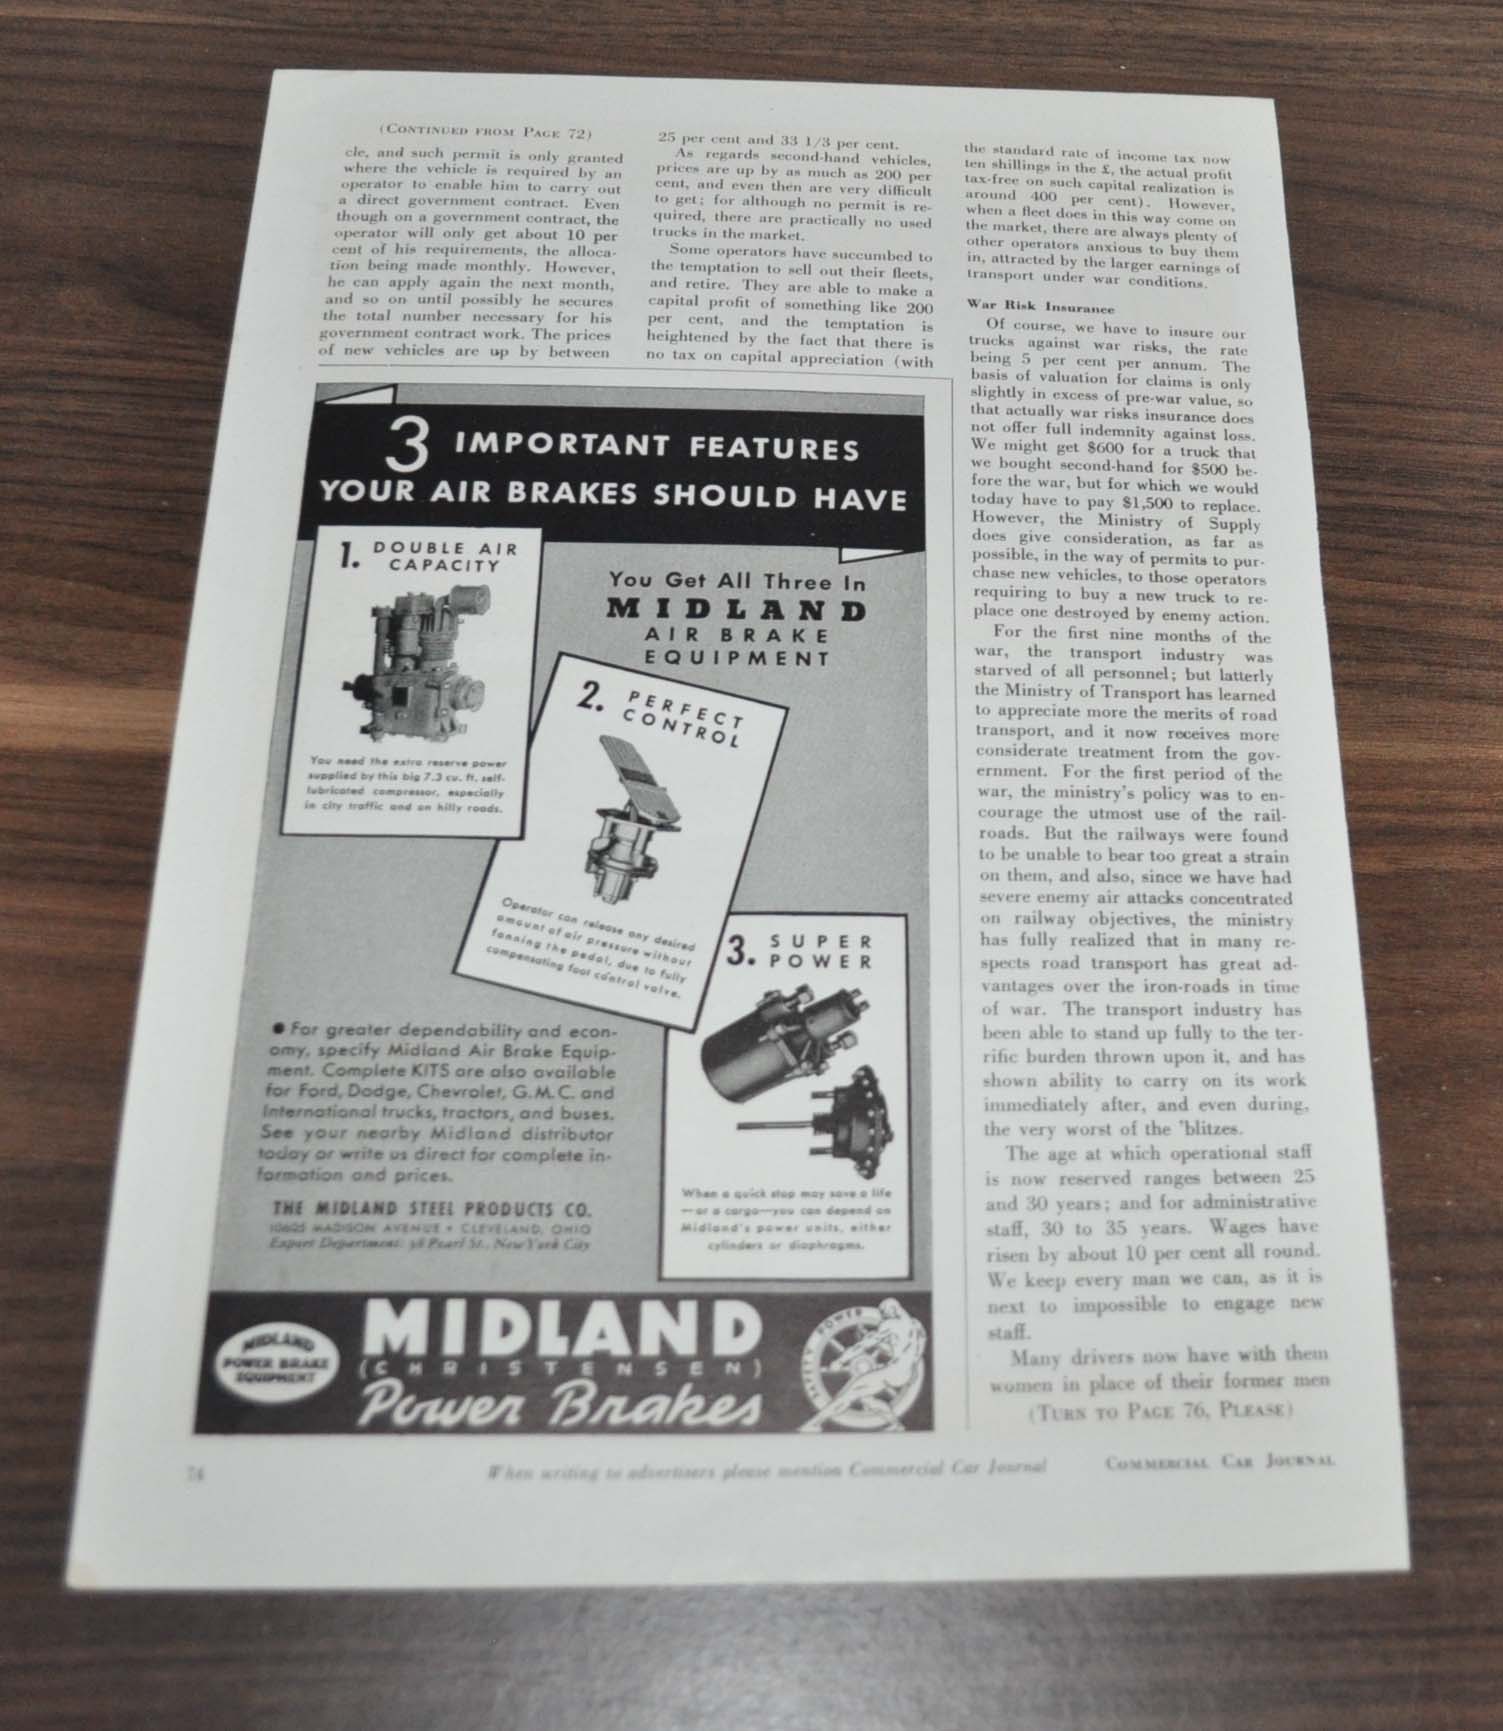 (CONTINUED FROM PAGE 72)
cle, and such permit is only granted
where the vehicle is required by an
operator to enable him to carry out
a direct government contract. Even
though on a government contract, the
operator will only get about 10 per
cent of his requirements, the alloca-
tion being made monthly. However,
he can apply again the next month,
and so on until possibly he secures
the total number necessary for his
government contract work. The prices
of new vehicles are up by between
25 per cent and 33 1/3 per cent.
As regards second-hand vehicles,
prices are up by as much as 200 per
cent, and even then are very difficult
to get; for although no permit is re-
quired, there are practically no used
trucks in the market.
Some operators have succumbed to
the temptation to sell out their fleets,
and retire. They are able to make a
capital profit of something like 200
per cent, and the temptation is
heightened by the fact that there is
no tax on capital appreciation (with
the standard rate of income tax now
ten shillings in the £, the actual profit
tax-free on such capital realization is
around 400 per cent). However,
when a fleet does in this way come on
the market, there are always plenty of
other operators anxious to buy them
in, attracted by the larger earnings of
transport under war conditions.
War Risk Insurance
Of course, we have to insure our
trucks against war risks, the rate
being 5 per cent per annum. The
basis of valuation for claims is only
slightly in excess of pre-war value, so
that actually war risks insurance does
not offer full indemnity against loss.
We might get $600 for a truck that
we bought second-hand for $500 be-
fore the war, but for which we would
today have to pay $1,500 to replace.
However, the Ministry of Supply
does give consideration, as far as
possible, in the way of permits to pur-
chase new vehicles, to those operators
requiring to buy a new truck to re-
place one destroyed by enemy action.
For the first nine months of the
war, the transport industry was
starved of all personnel; but latterly
the Ministry of Transport has learned
to appreciate more the merits of road
transport, and it now receives more
considerate treatment from the gov-
ernment. For the first period of the
war, the ministry's policy was to en-
courage the utmost use of the rail-
roads. But the railways were found
to be unable to bear too great a strain
on them, and also, since we have had
severe enemy air attacks concentrated
on railway objectives, the ministry
has fully realized that in many re-
spects road transport has great ad-
vantages over the iron-roads in time
of war. The transport industry has
been able to stand up fully to the ter-
rific burden thrown upon it, and has
shown ability to carry on its work
immediately after, and even during,
the very worst of the 'blitzes.
The age at which operational staff
is now reserved ranges between 25
and 30 years; and for administrative
staff, 30 to 35 years. Wages have
risen by about 10 per cent all round.
We keep every man we can, as it is
next to impossible to engage new
staff.
Many drivers now have with them
women in place of their former men
(TURN TO PAGE 76, PLEASE)
3 IMPORTANT FEATURES
YOUR AIR BRAKES SHOULD HAVE
1. DOUBLE AIR
CAPACITY
You need the extra reserve power
supplied by this big 7.3 cu. ft. self-
lubricated compressor, especially
in city traffic and on hilly roads.
You Get All Three In
MIDLAND
AIR BRAKE
EQUIPMENT
2. PERFECT
CONTROL
Operator can release any desired
amount of air pressure without
fanning the pedal, due to fully
compensating foot control valve.
3. SUPER
POWER
When a quick stop may save a life
—or a cargo—you can depend on
Midland's power units, either
cylinders or diaphragms.
● For greater dependability and econ-
omy, specify Midland Air Brake Equip-
ment. Complete KITS are also available
for Ford, Dodge, Chevrolet, G.M.C. and
International trucks, tractors, and buses.
See your nearby Midland distributor
today or write us direct for complete in-
formation and prices.
THE MIDLAND STEEL PRODUCTS CO.
10605 MADISON AVENUE • CLEVELAND, OHIO
Export Department: 38 Pearl St., New York City
MIDLAND
POWER BRAKE
EQUIPMENT
MIDLAND
(CHRISTENSEN)
Power Brakes
SAFETY POWER
74
When writing to advertisers please mention Commercial Car Journal
COMMERCIAL CAR JOURNAL